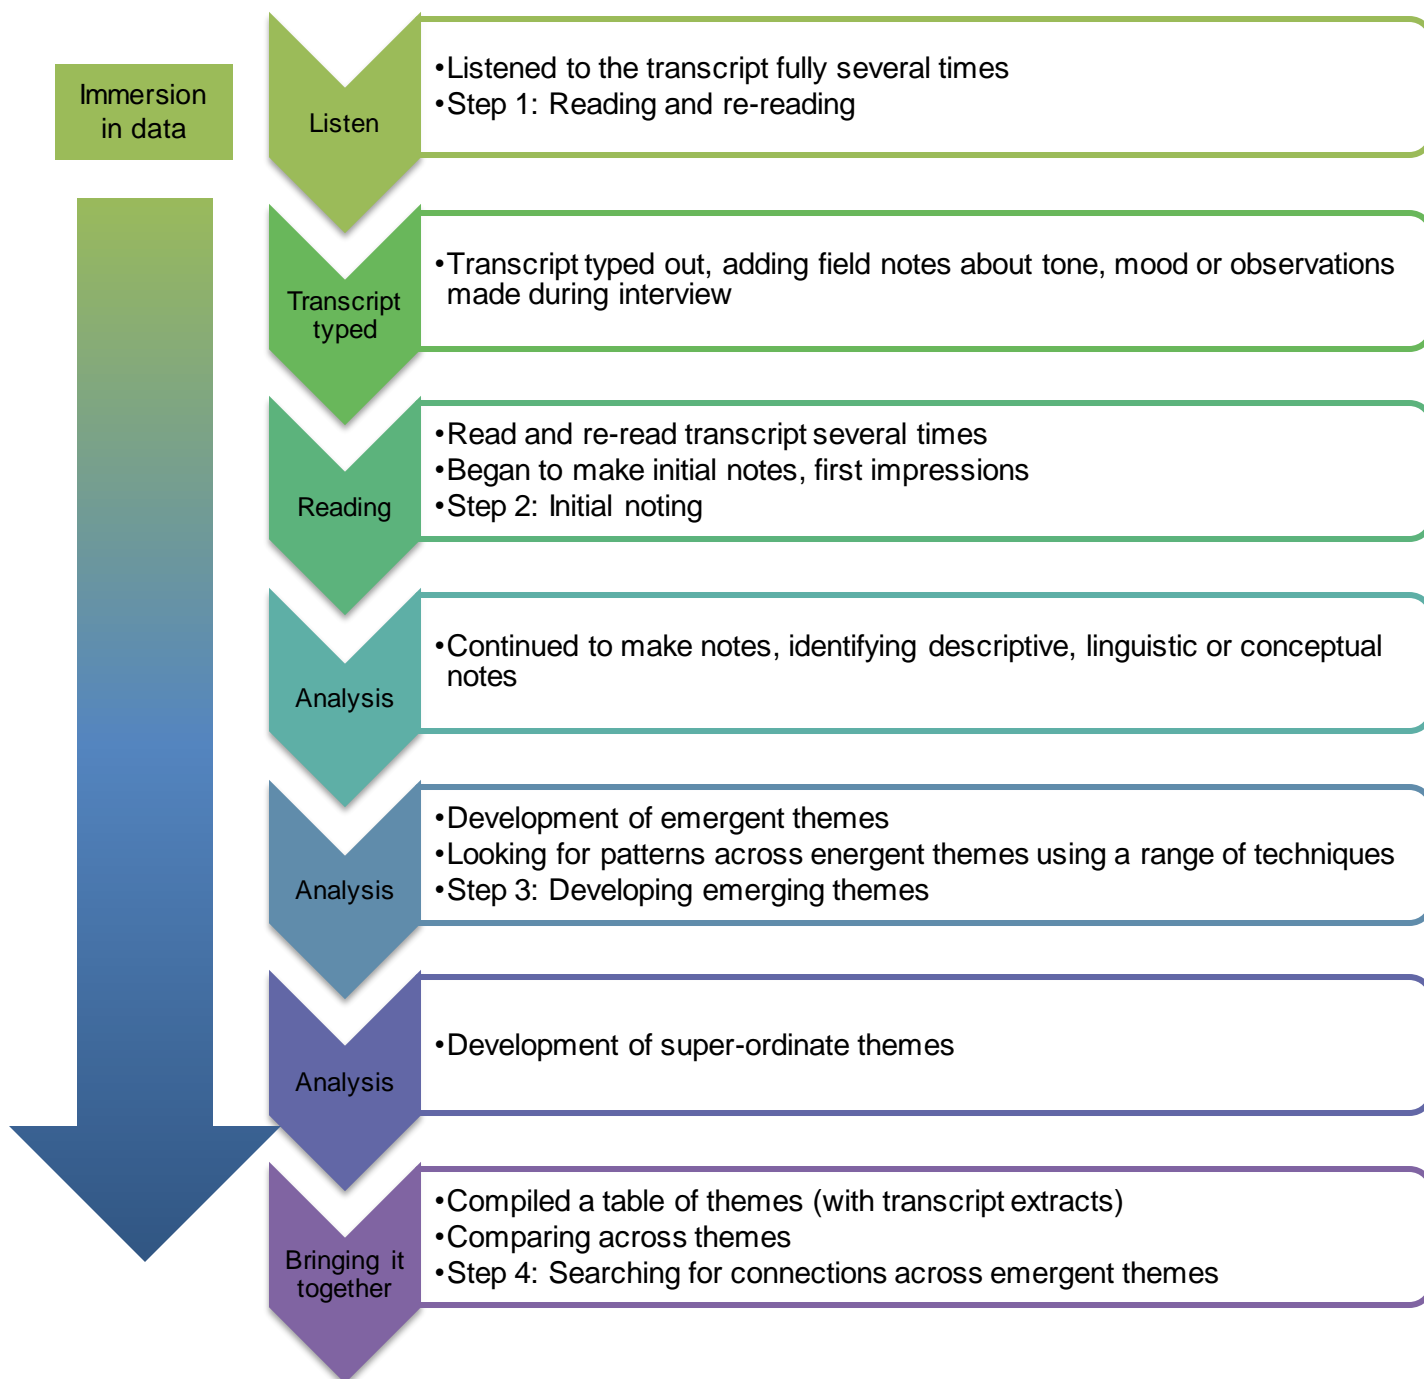 Immersion
in data
Listen
•Listened to the transcript fully several times
•Step 1: Reading and re-reading
Transcript
typed
•Transcript typed out, adding field notes about tone, mood or observations
made during interview
Reading
•Read and re-read transcript several times
•Began to make initial notes, first impressions
•Step 2: Initial noting
Analysis
•Continued to make notes, identifying descriptive, linguistic or conceptual
notes
Analysis
•Development of emergent themes
•Looking for patterns across energent themes using a range of techniques
•Step 3: Developing emerging themes
Analysis
•Development of super-ordinate themes
Bringing it
together
•Compiled a table of themes (with transcript extracts)
•Comparing across themes
•Step 4: Searching for connections across emergent themes